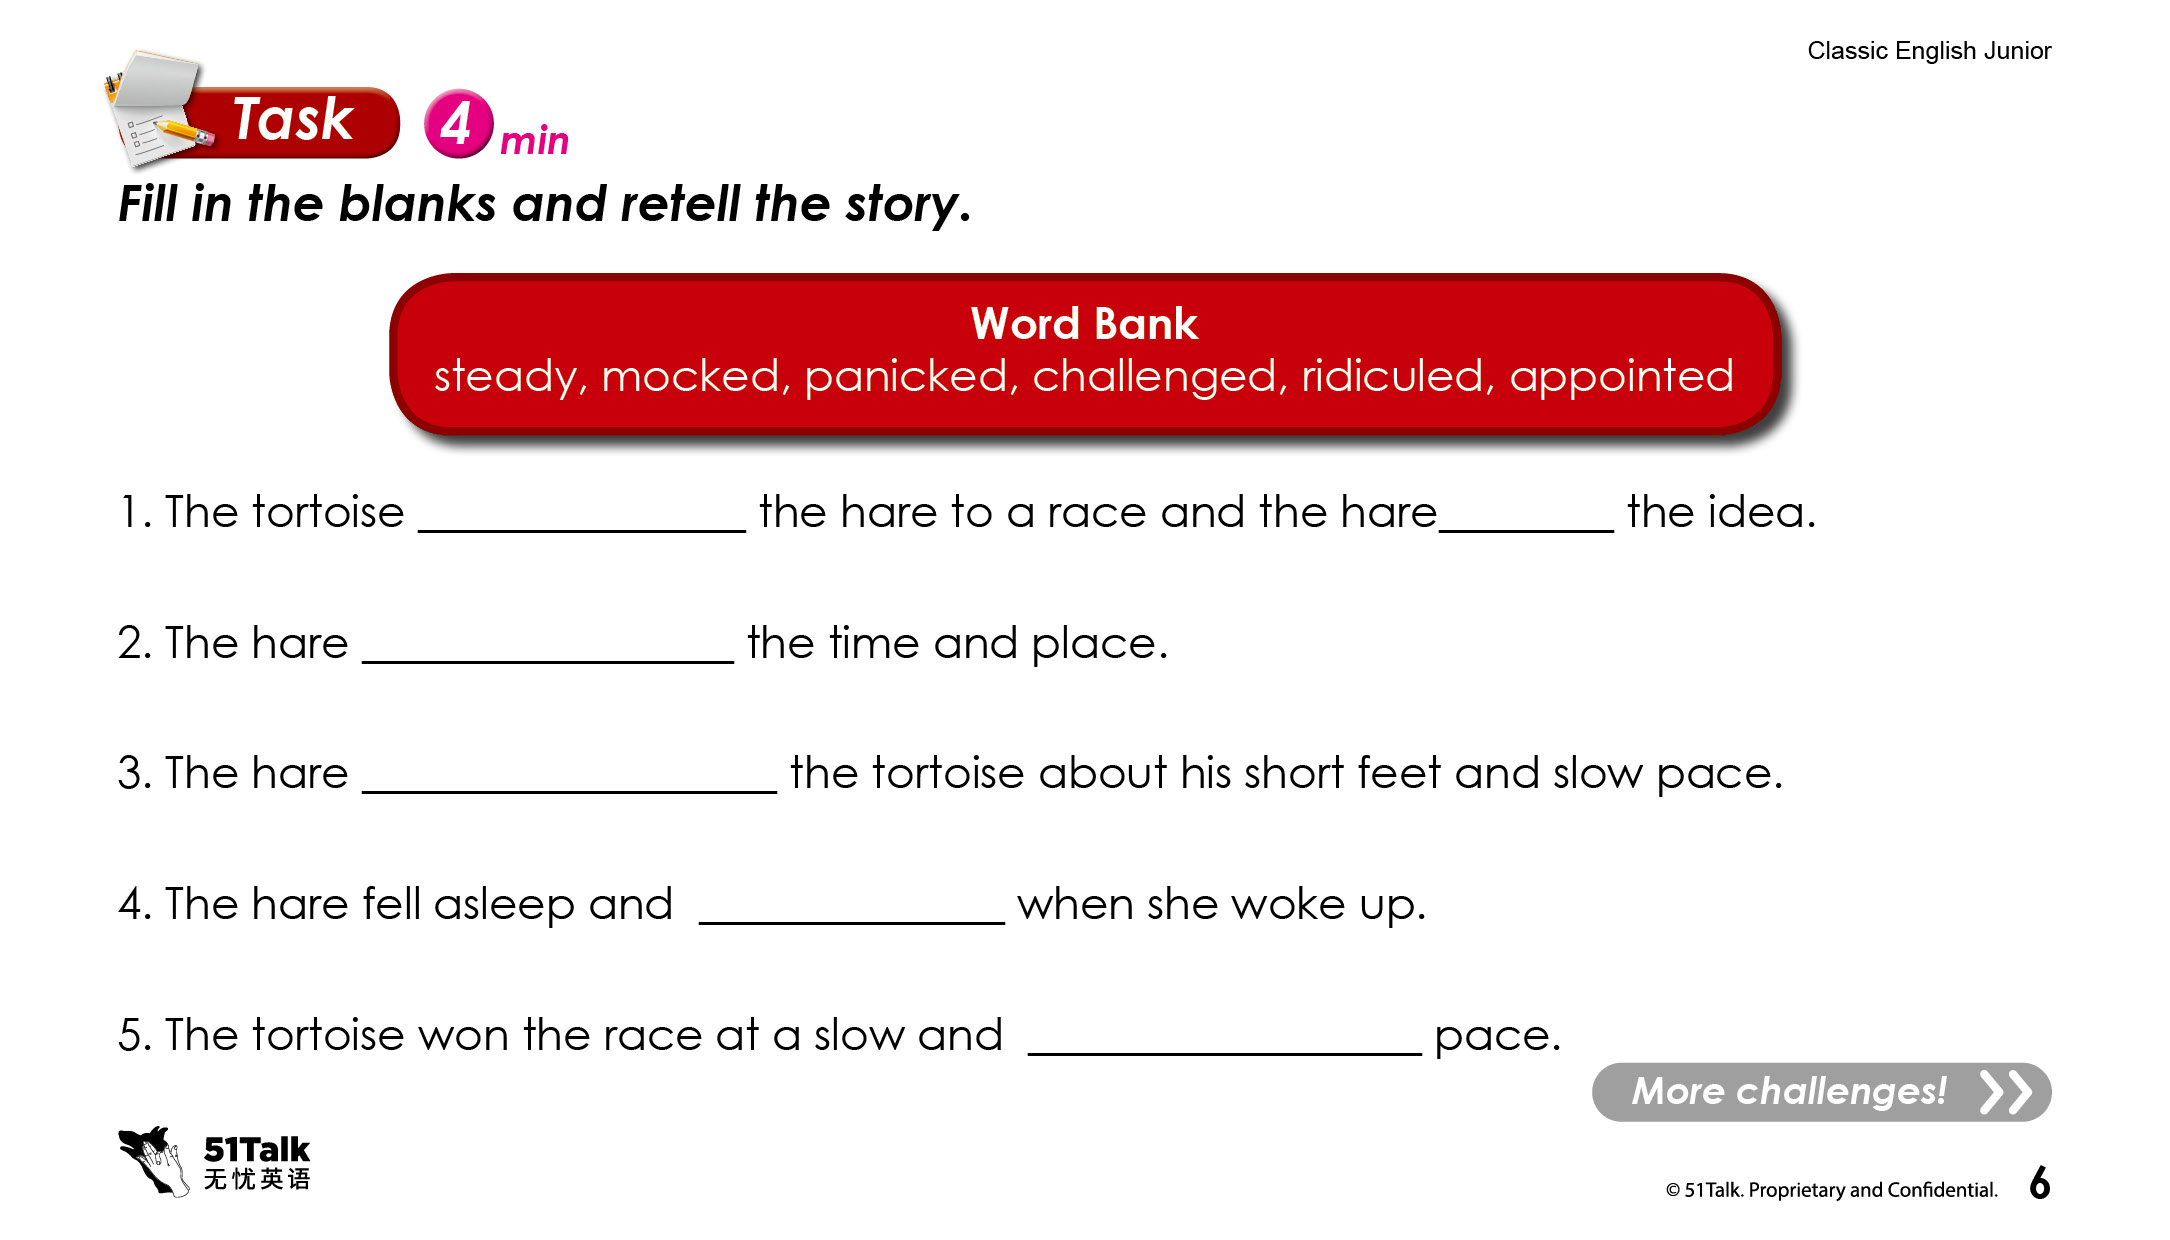 Classic English Junior
Task 4 min
Fill in the blanks and retell the story.
Word Bank
steady, mocked, panicked, challenged, ridiculed, appointed
1. The tortoise ______________ the hare to a race and the hare________ the idea.
2. The hare _________________ the time and place.
3. The hare ___________________ the tortoise about his short feet and slow pace.
4. The hare fell asleep and ______________ when she woke up.
5. The tortoise won the race at a slow and __________________ pace.
More challenges!
51Talk
无忧英语
© 51Talk. Proprietary and Confidential. 6